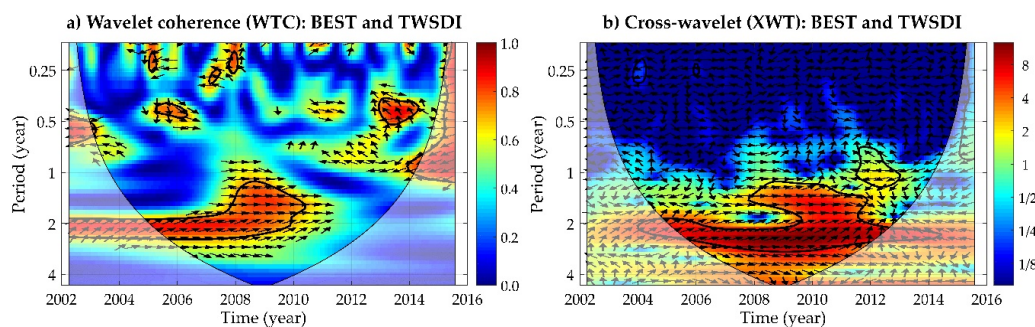 a) Wavelet coherence (WTC): BEST and TWSDI
Period (year)
0.25
0.5
1
2
4
2002 2004 2006 2008 2010 2012 2014 2016
Time (year)
1.0
0.8
0.6
0.4
0.2
0.0
b) Cross-wavelet (XWT): BEST and TWSDI
Period (year)
0.25
0.5
1
2
4
2002 2004 2006 2008 2010 2012 2014 2016
Time (year)
8
4
2
1
1/2
1/4
1/8